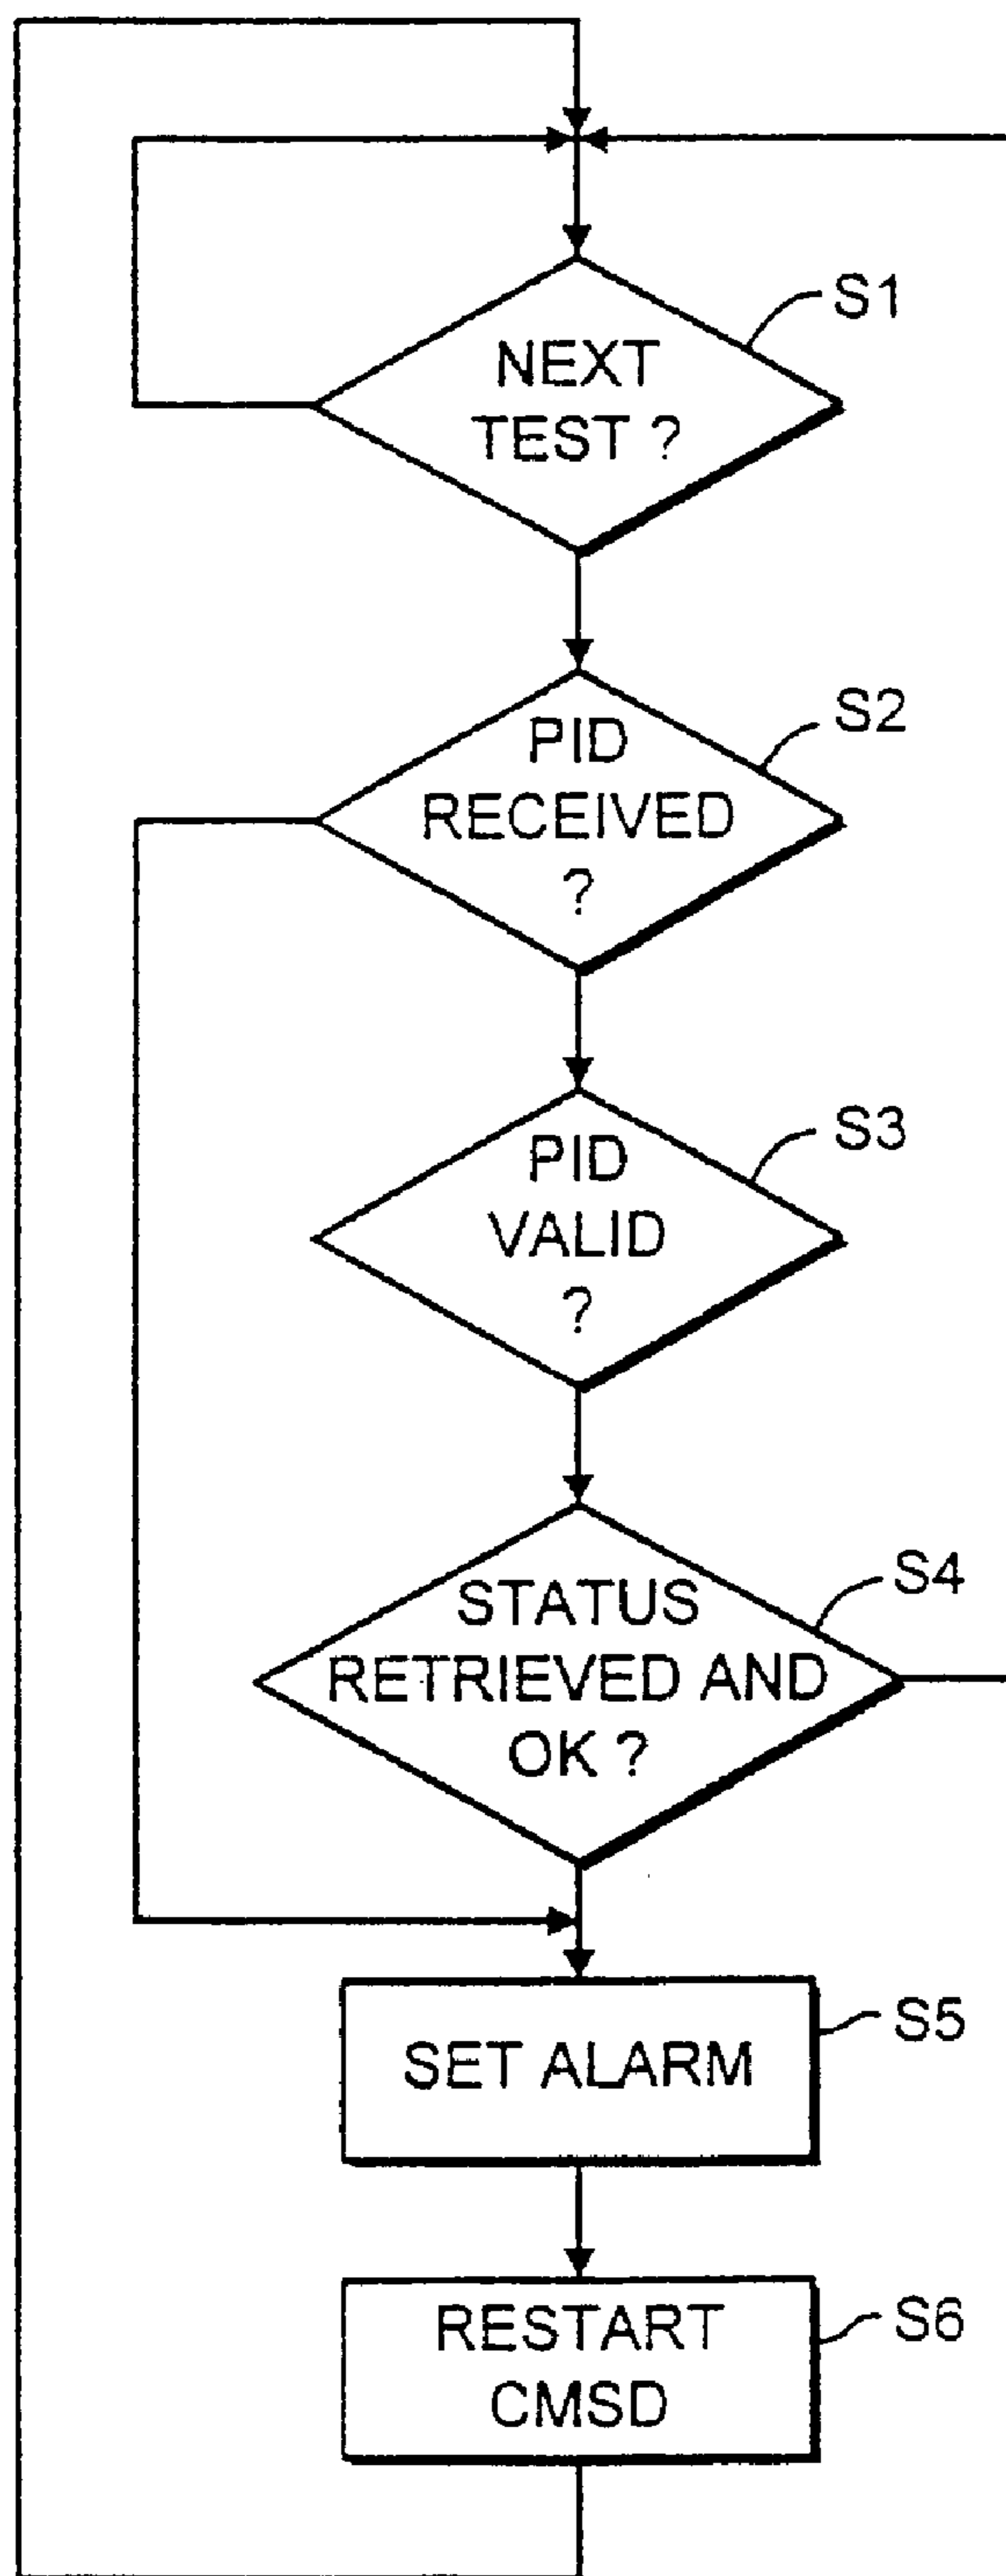 S1
NEXT
TEST ?
S2
PID
RECEIVED
?
S3
PID
VALID
?
S4
STATUS
RETRIEVED AND
OK ?
S5
SET ALARM
S6
RESTART
CMSD